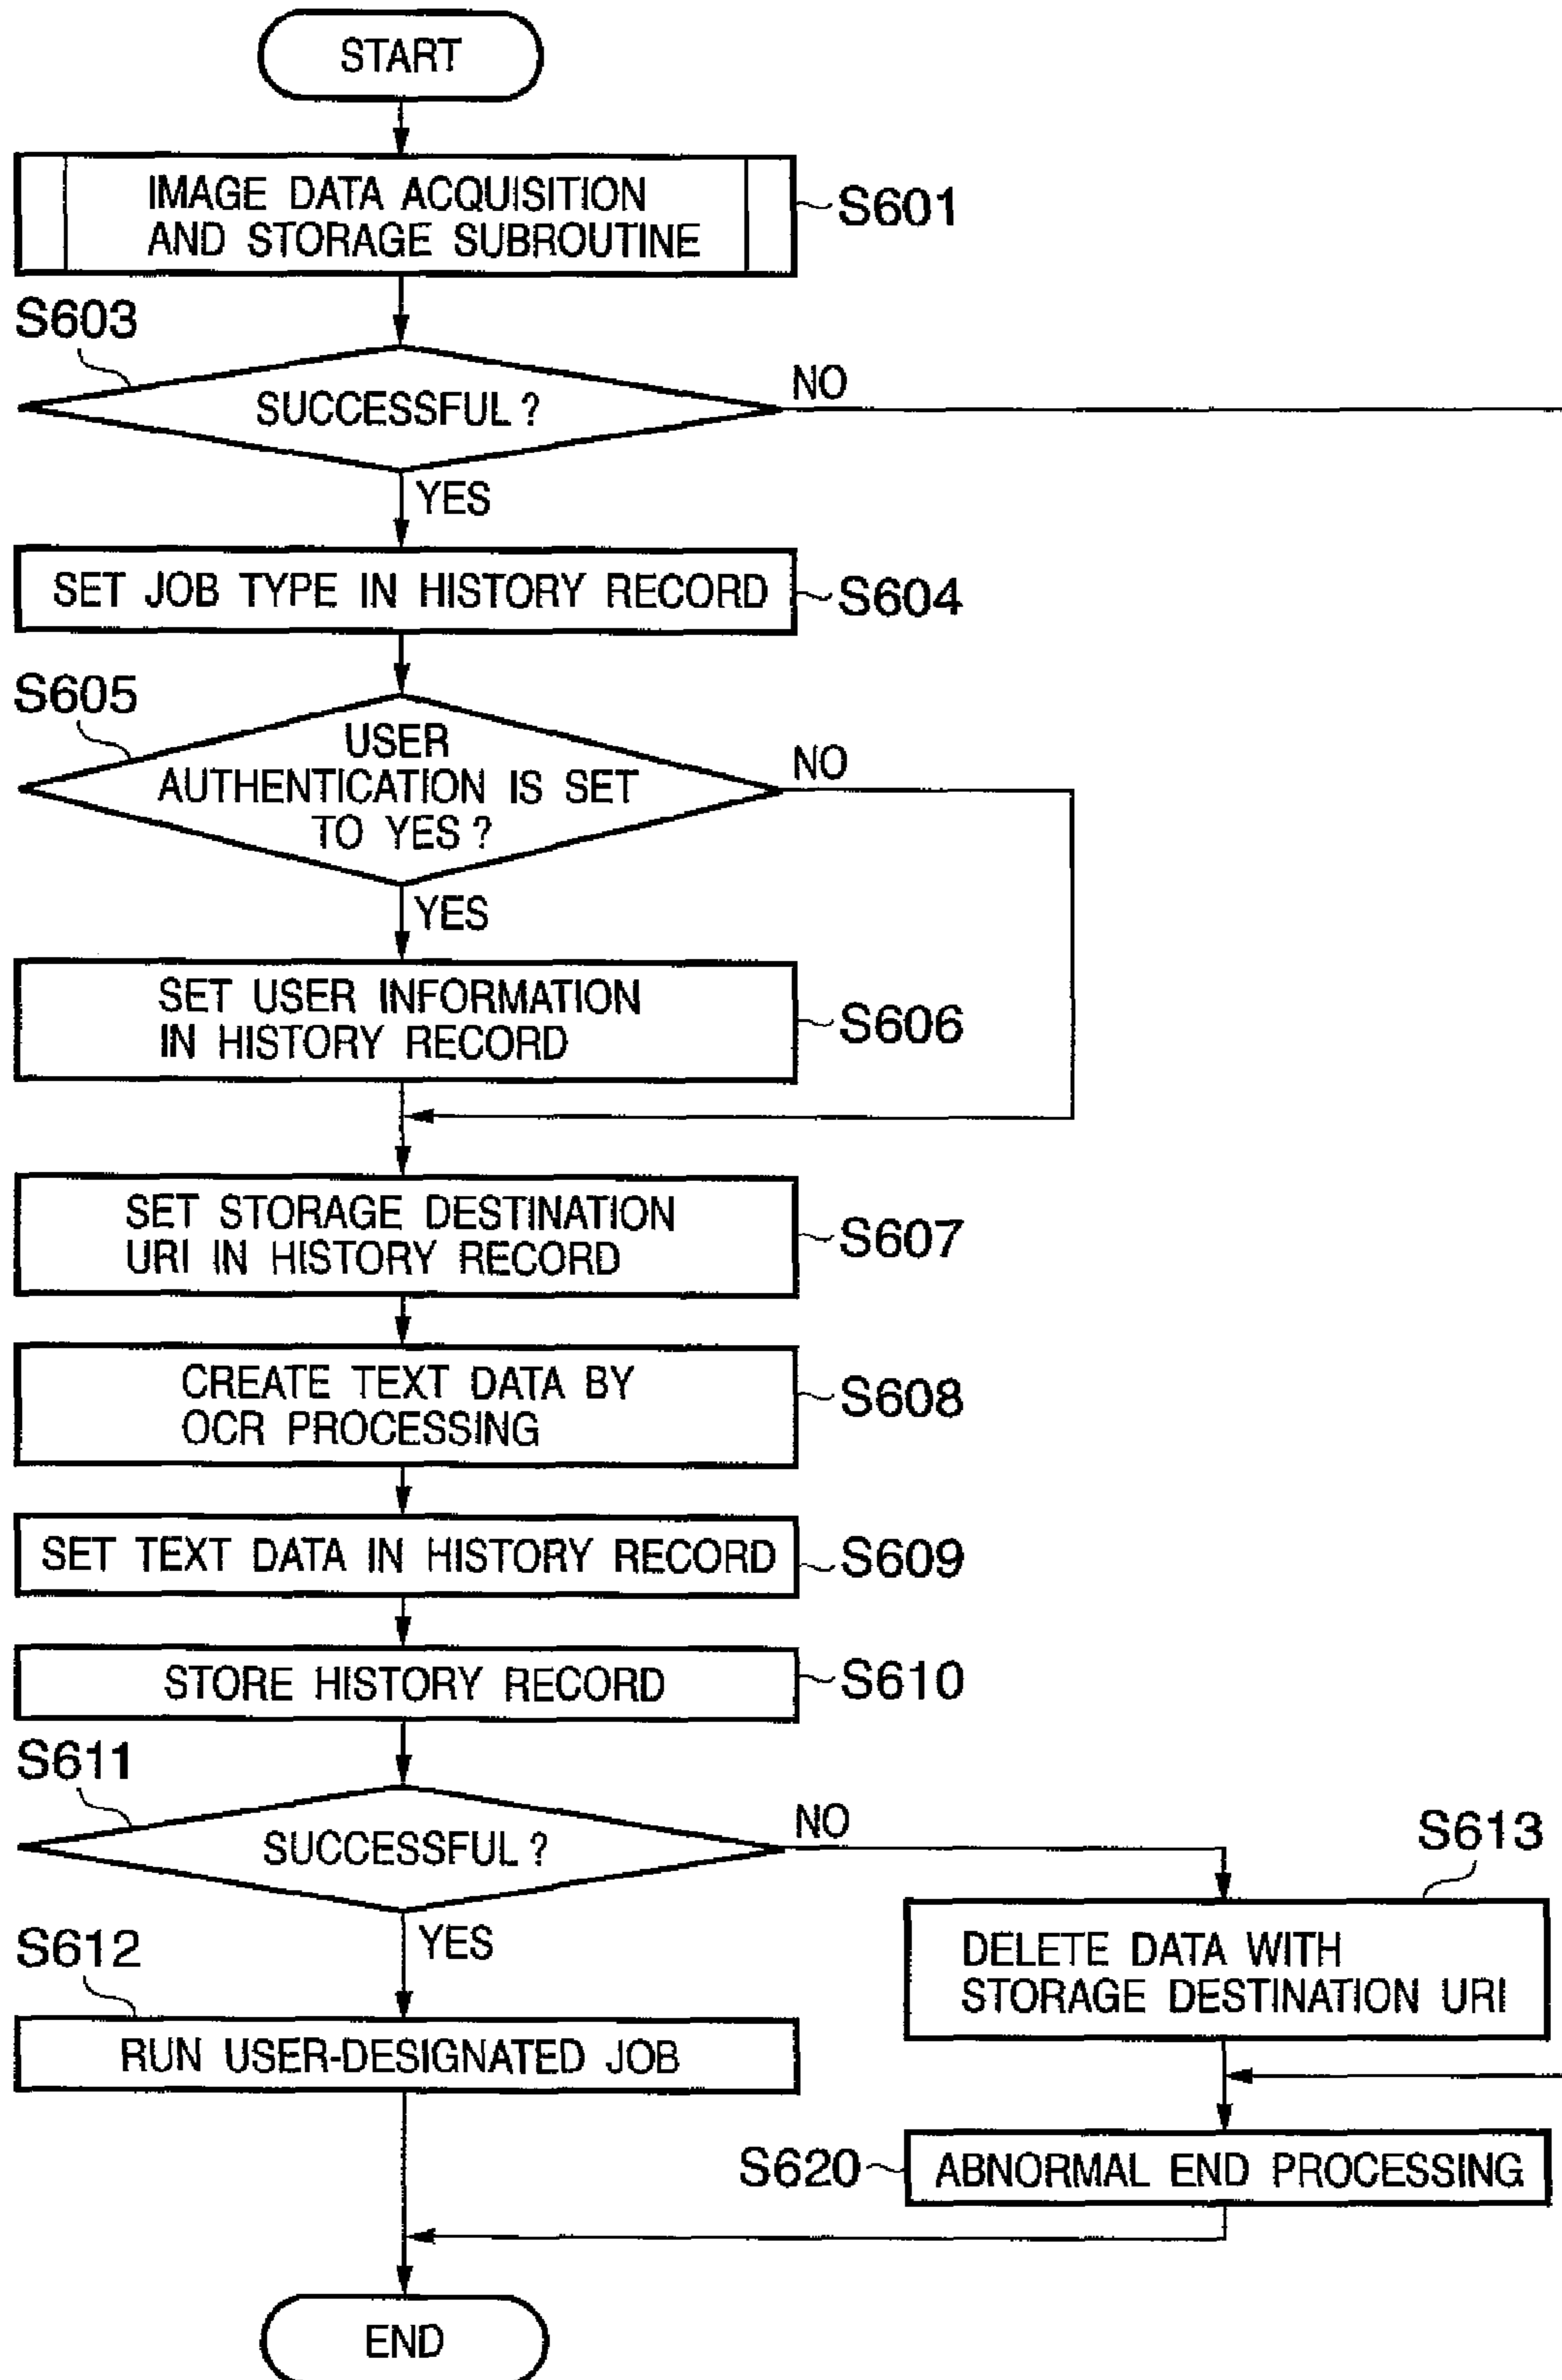 START
IMAGE DATA ACQUISITION
AND STORAGE SUBROUTINE
S601
S603
SUCCESSFUL ?
NO
YES
SET JOB TYPE IN HISTORY RECORD
S604
S605
USER
AUTHENTICATION IS SET
TO YES ?
NO
YES
SET USER INFORMATION
IN HISTORY RECORD
S606
SET STORAGE DESTINATION
URI IN HISTORY RECORD
S607
CREATE TEXT DATA BY
OCR PROCESSING
S608
SET TEXT DATA IN HISTORY RECORD
S609
STORE HISTORY RECORD
S610
S611
SUCCESSFUL ?
NO
YES
S613
DELETE DATA WITH
STORAGE DESTINATION URI
S612
RUN USER-DESIGNATED JOB
S620
ABNORMAL END PROCESSING
END